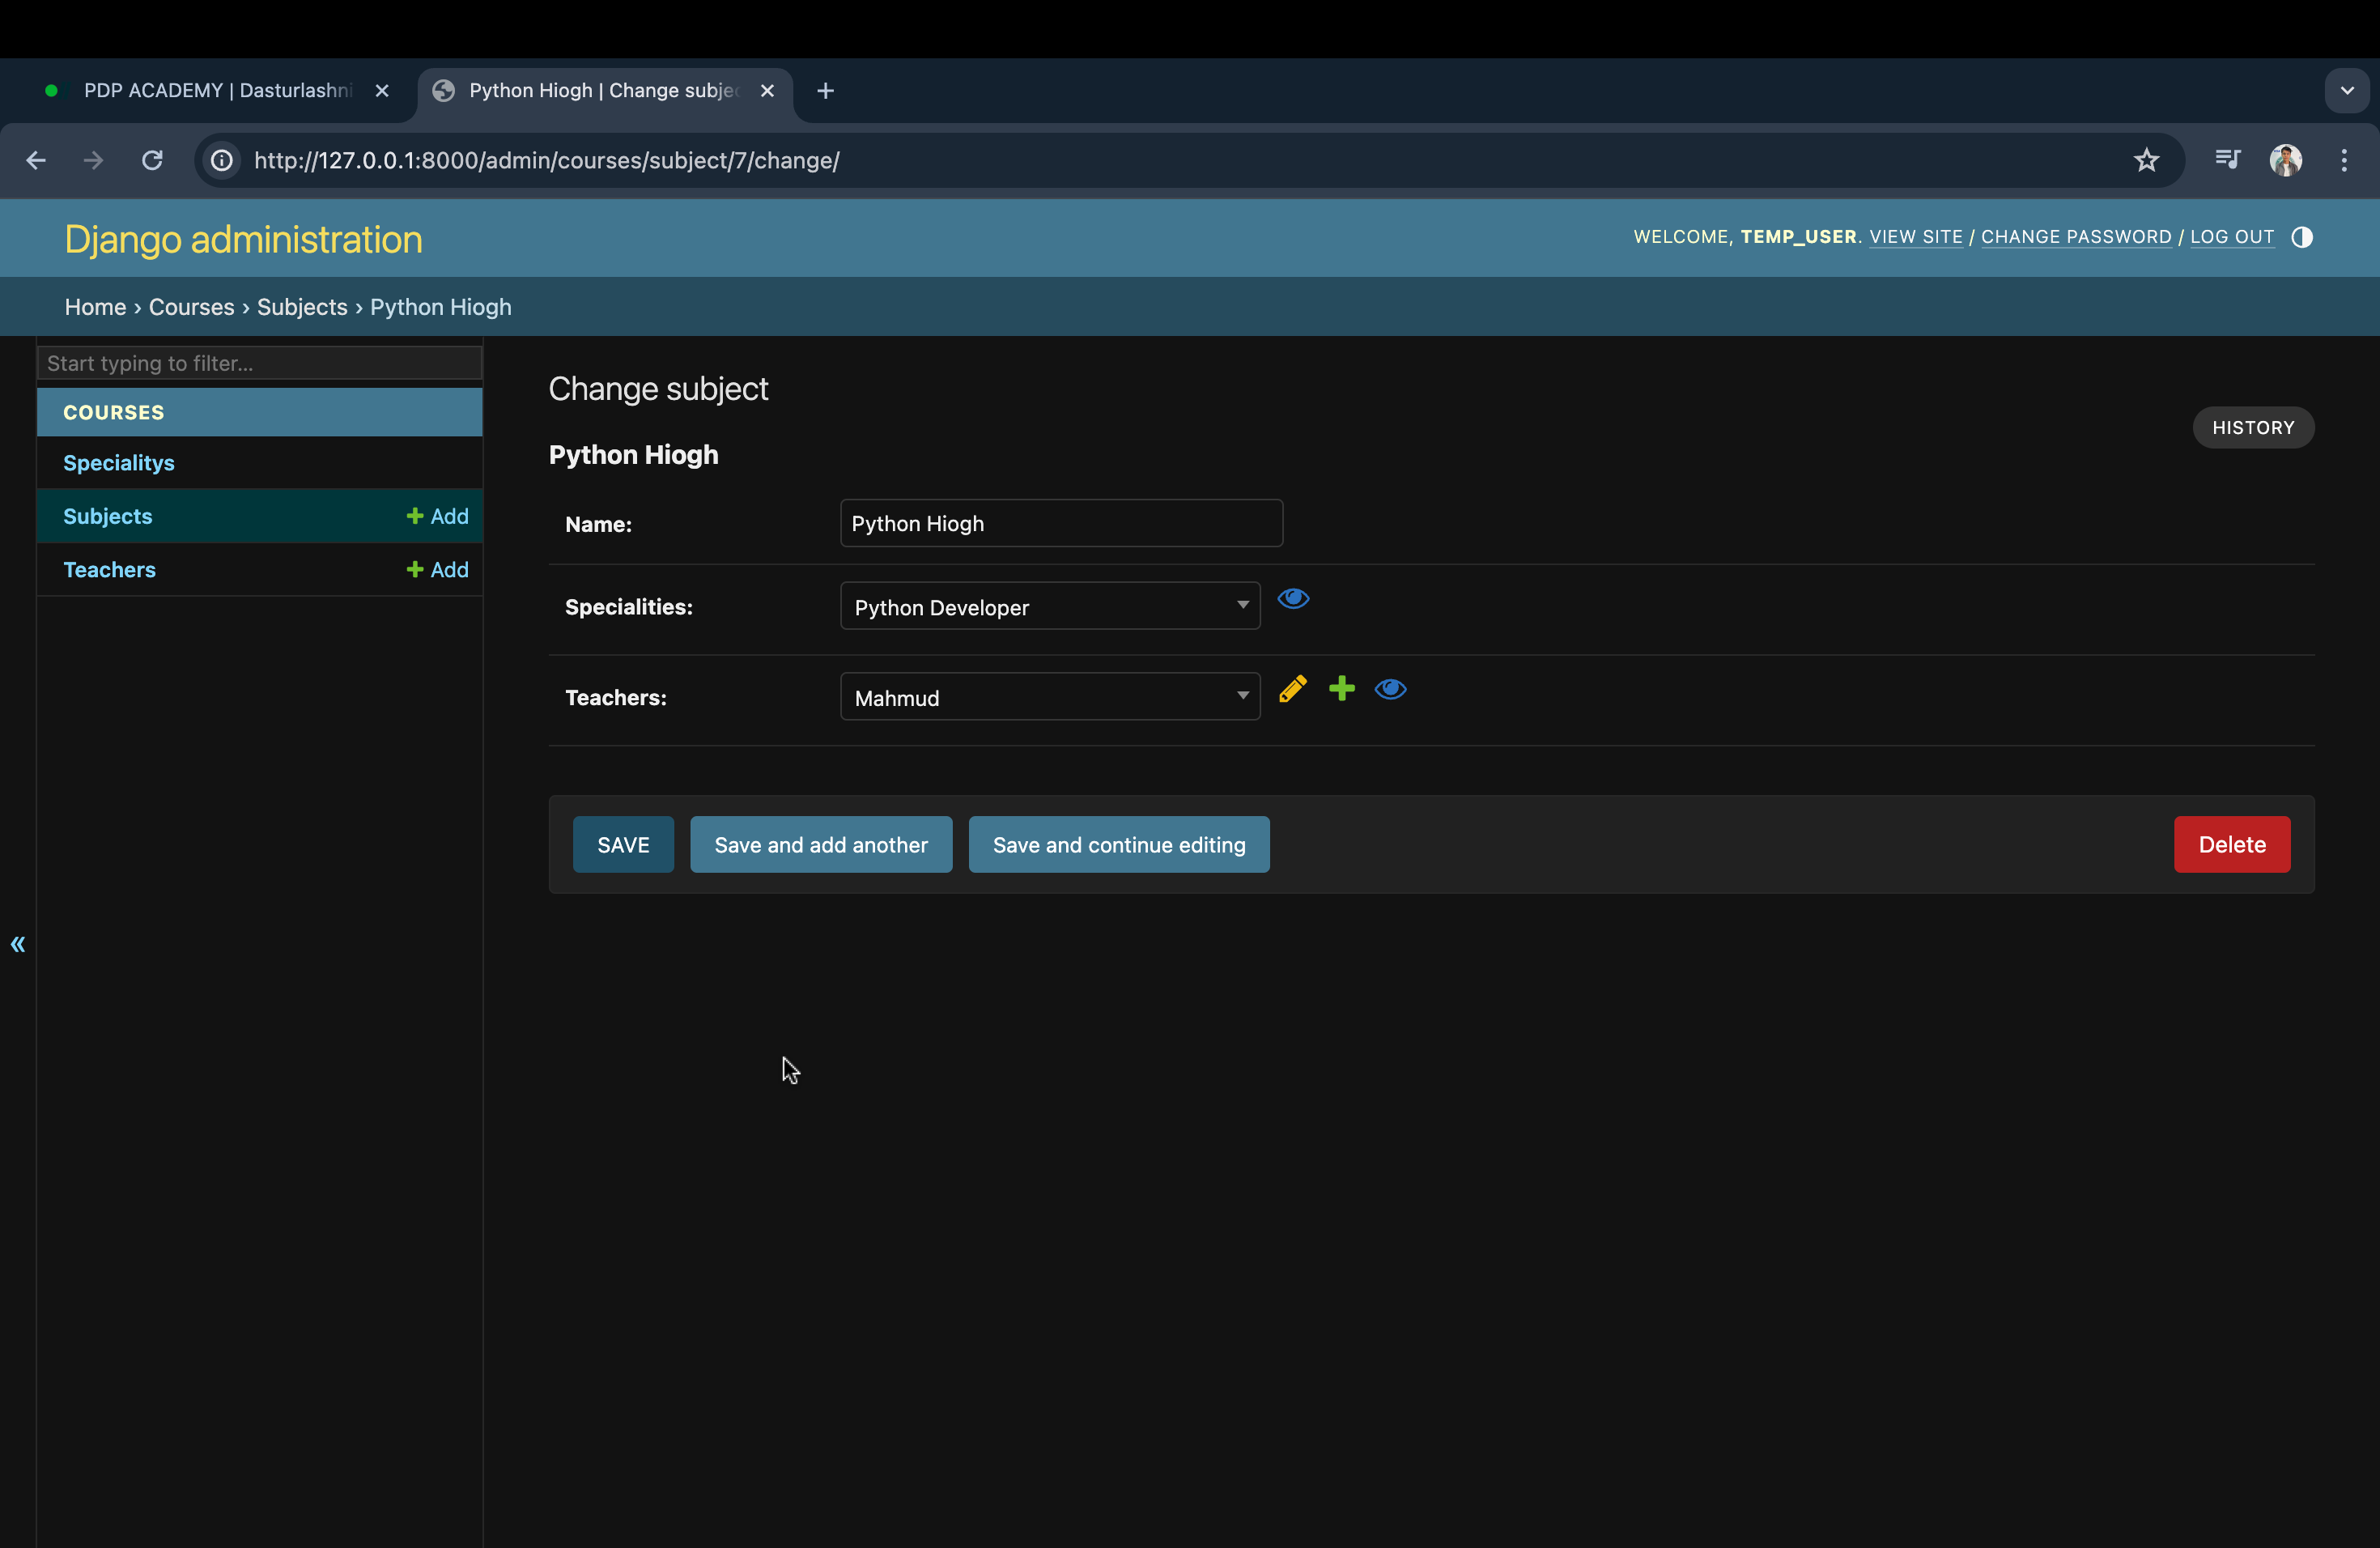 PDP ACADEMY | Dasturlashni
Python Hiogh | Change subjec
http://127.0.0.1:8000/admin/courses/subject/7/change/
Django administration
WELCOME, TEMP_USER. VIEW SITE / CHANGE PASSWORD / LOG OUT
Home › Courses › Subjects › Python Hiogh
Start typing to filter...
COURSES
Specialitys
Subjects + Add
Teachers + Add
Change subject
HISTORY
Python Hiogh
Name: Python Hiogh
Specialities: Python Developer
Teachers: Mahmud
SAVE Save and add another Save and continue editing Delete
«